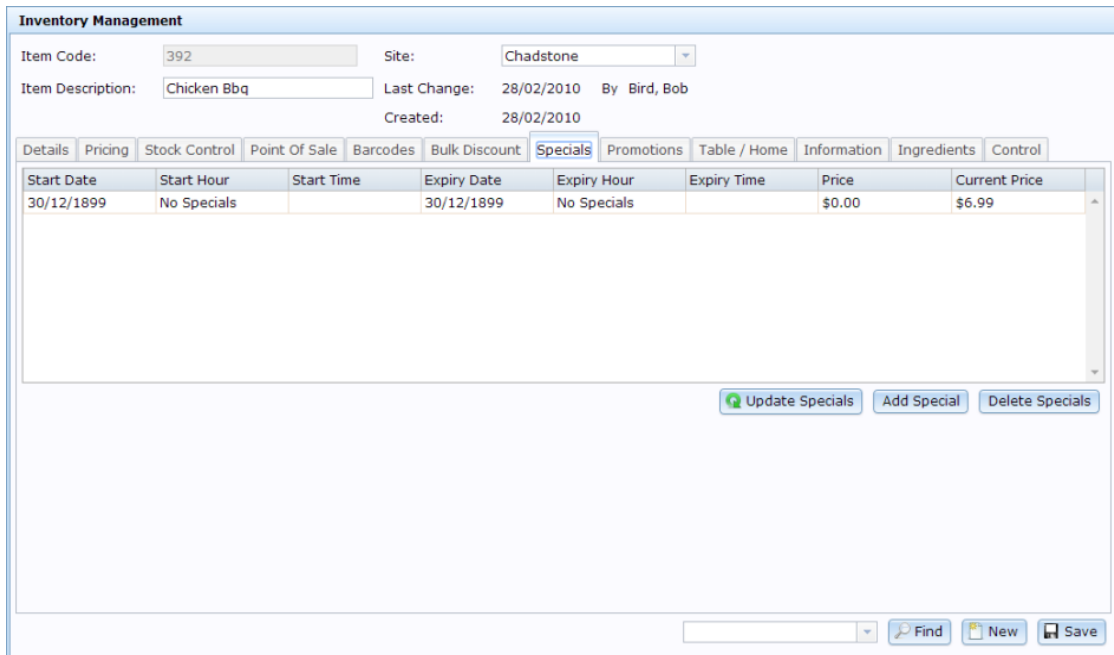 Inventory Management
Item Code: 392 Site: Chadstone
Item Description: Chicken Bbq Last Change: 28/02/2010 By Bird, Bob
Created: 28/02/2010
Details Pricing Stock Control Point Of Sale Barcodes Bulk Discount Specials Promotions Table / Home Information Ingredients Control
Start Date Start Hour Start Time Expiry Date Expiry Hour Expiry Time Price Current Price
30/12/1899 No Specials 30/12/1899 No Specials $0.00 $6.99
Update Specials Add Special Delete Specials
Find New Save